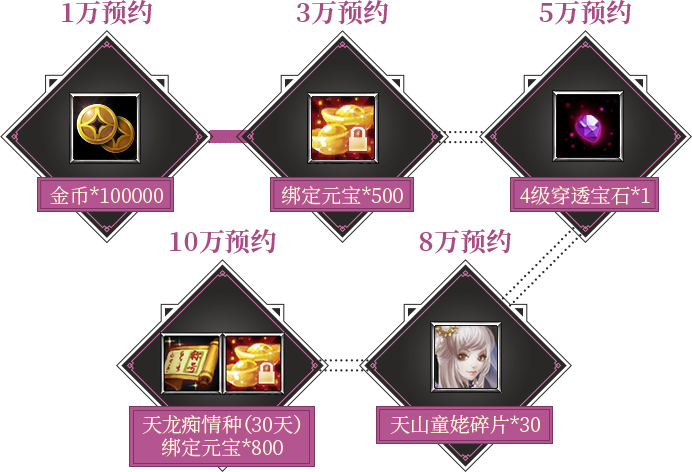 1万预约
3万预约
5万预约
金币*100000
绑定元宝*500
4级穿透宝石*1
10万预约
8万预约
天龙痴情种(30天)
绑定元宝*800
天山童姥碎片*30